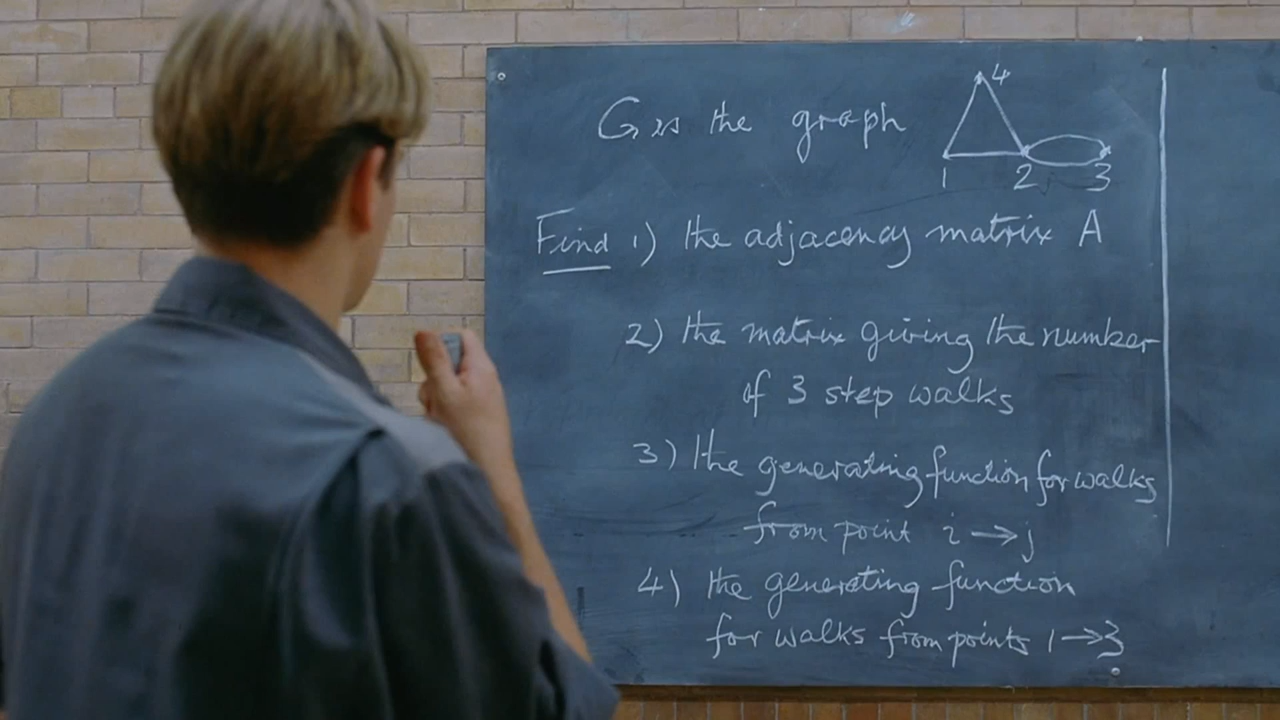 G is the graph
4
1 2 3
Find 1) the adjacency matrix A
2) the matrix giving the number
of 3 step walks
3) the generating function for walks
from point i → j
4) the generating function
for walks from points 1 → 3